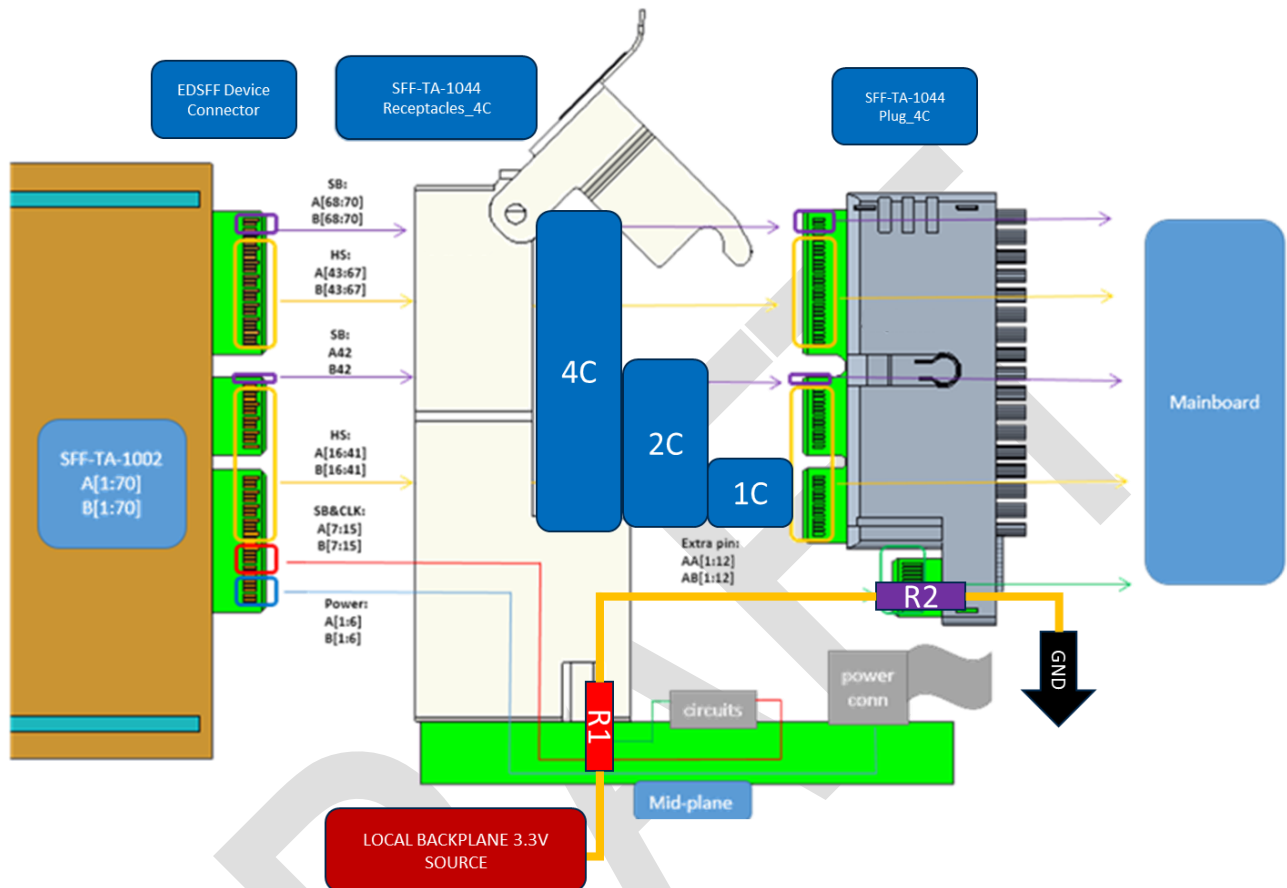 EDSFF Device
Connector
SFF-TA-1044
Receptacles_4C
SFF-TA-1044
Plug_4C
SB:
A[68:70]
B[68:70]
HS:
A[43:67]
B[43:67]
SB:
A42
B42
HS:
A[16:41]
B[16:41]
SB&CLK:
A[7:15]
B[7:15]
Power:
A[1:6]
B[1:6]
SFF-TA-1002
A[1:70]
B[1:70]
4C
2C
1C
Extra pin:
AA[1:12]
AB[1:12]
Mainboard
R2
GND
R1
circuits
power
conn
Mid-plane
LOCAL BACKPLANE 3.3V
SOURCE
DRAFT